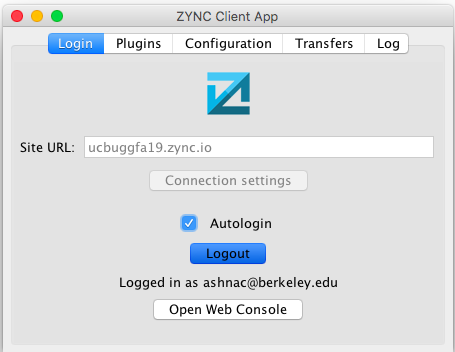 ZYNC Client App
Login Plugins Configuration Transfers Log
Site URL: ucbuggfa19.zync.io
Connection settings
Autologin
Logout
Logged in as ashnac@berkeley.edu
Open Web Console